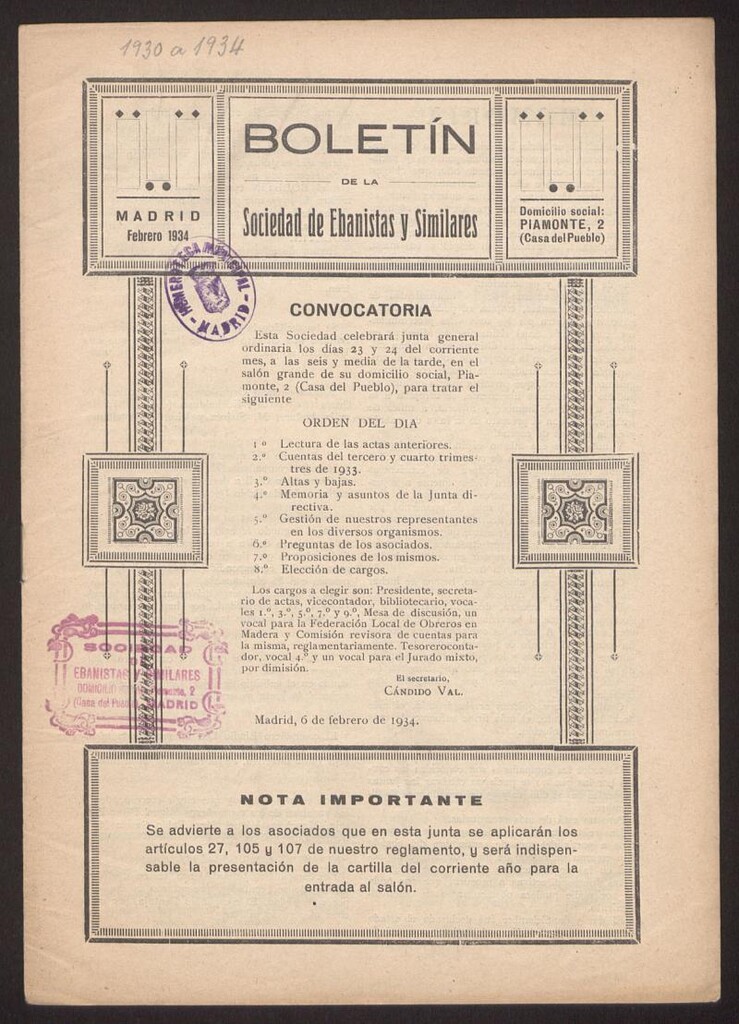 1930 a 1934
BOLETÍN
DE LA
Sociedad de Ebanistas y Similares
MADRID
Febrero 1934
Domicilio social:
PIAMONTE, 2
(Casa del Pueblo)
HEMEROTECA MUNICIPAL
- MADRID -
CONVOCATORIA
Esta Sociedad celebrará junta general
ordinaria los días 23 y 24 del corriente
mes, a las seis y media de la tarde, en el
salón grande de su domicilio social, Pia-
monte, 2 (Casa del Pueblo), para tratar el
siguiente
ORDEN DEL DIA
1.º Lectura de las actas anteriores.
2.º Cuentas del tercero y cuarto trimes-
tres de 1933.
3.º Altas y bajas.
4.º Memoria y asuntos de la Junta di-
rectiva.
5.º Gestión de nuestros representantes
en los diversos organismos.
6.º Preguntas de los asociados.
7.º Proposiciones de los mismos.
8.º Elección de cargos.
Los cargos a elegir son: Presidente, secreta-
rio de actas, vicecontador, bibliotecario, voca-
les 1.º, 3.º, 5.º, 7.º y 9.º, Mesa de discusión, un
vocal para la Federación Local de Obreros en
Madera y Comisión revisora de cuentas para
la misma, reglamentariamente. Tesoreroconta-
dor, vocal 4.º y un vocal para el Jurado mixto,
por dimisión.
El secretario,
CÁNDIDO VAL.
Madrid, 6 de febrero de 1934.
SOCIEDAD
DE
EBANISTAS Y SIMILARES
DOMICILIO 2
(Casa del Pueblo) MADRID
NOTA IMPORTANTE
Se advierte a los asociados que en esta junta se aplicarán los
artículos 27, 105 y 107 de nuestro reglamento, y será indispen-
sable la presentación de la cartilla del corriente año para la
entrada al salón.